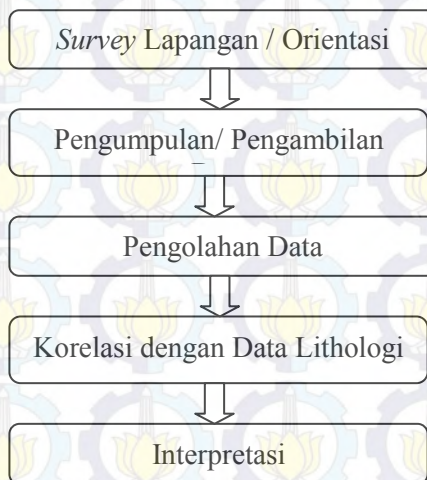 Survey Lapangan / Orientasi
Pengumpulan/ Pengambilan
Pengolahan Data
Korelasi dengan Data Lithologi
Interpretasi